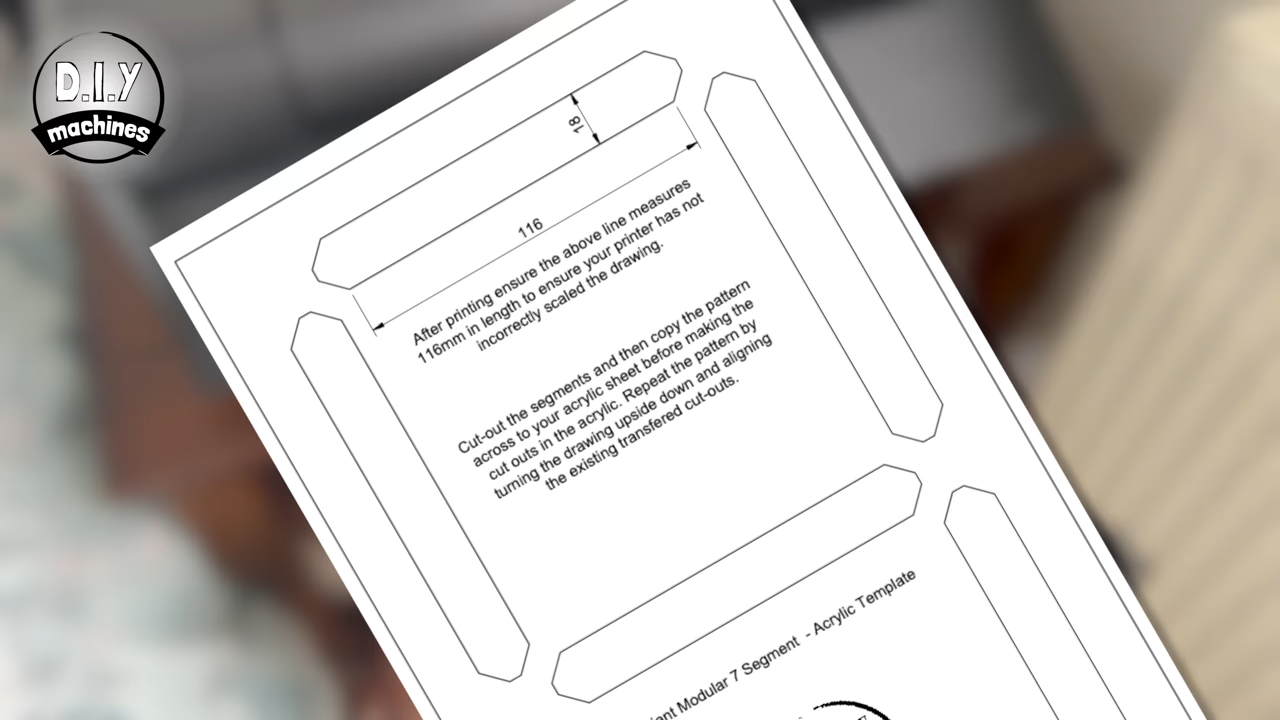 D.I.Y
machines
18
116
After printing ensure the above line measures
116mm in length to ensure your printer has not
incorrectly scaled the drawing.
Cut-out the segments and then copy the pattern
across to your acrylic sheet before making the
cut outs in the acrylic. Repeat the pattern by
turning the drawing upside down and aligning
the existing transfered cut-outs.
Modular 7 Segment - Acrylic Template